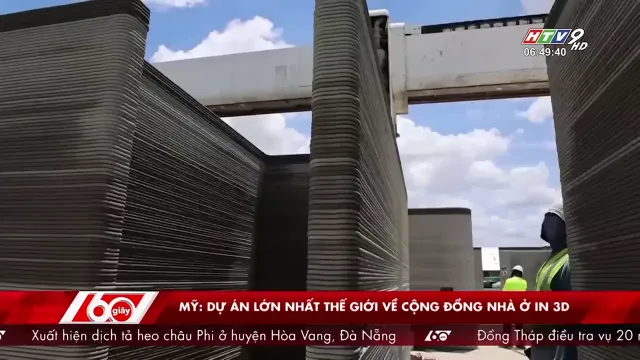 HTV9 HD
06:49:40
60 giây
MỸ: DỰ ÁN LỚN NHẤT THẾ GIỚI VỀ CỘNG ĐỒNG NHÀ Ở IN 3D
Xuất hiện dịch tả heo châu Phi ở huyện Hòa Vang, Đà Nẵng 60 Đồng Tháp điều tra vụ 20